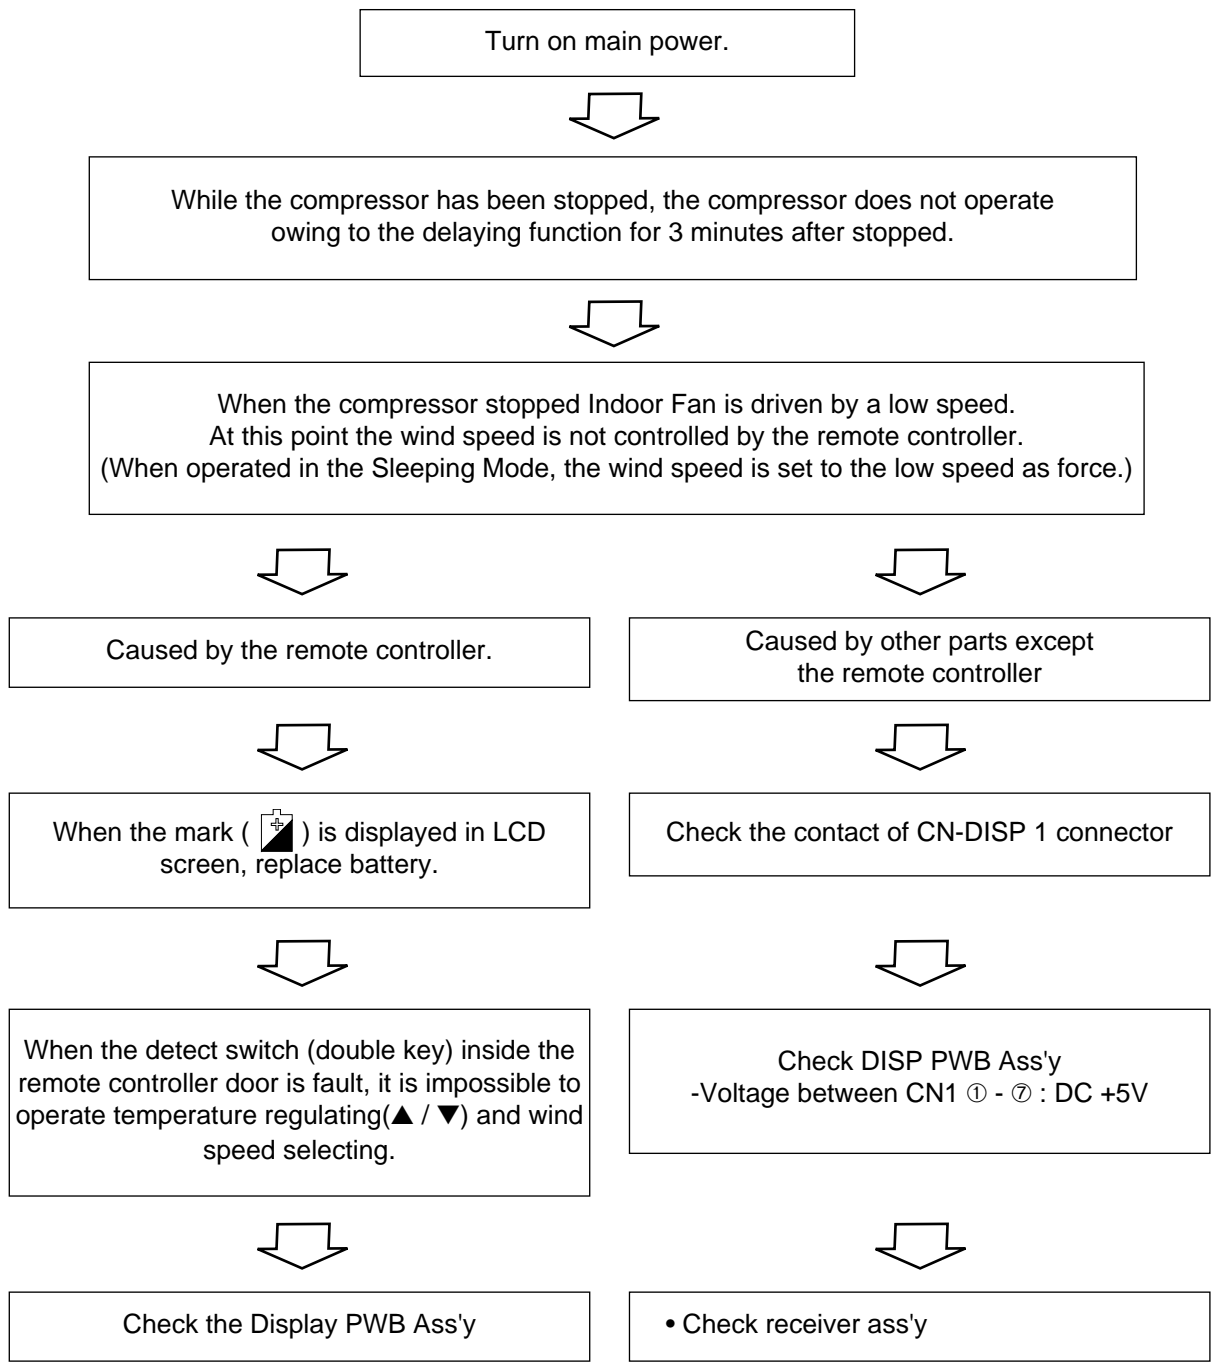 Turn on main power.
While the compressor has been stopped, the compressor does not operate
owing to the delaying function for 3 minutes after stopped.
When the compressor stopped Indoor Fan is driven by a low speed.
At this point the wind speed is not controlled by the remote controller.
(When operated in the Sleeping Mode, the wind speed is set to the low speed as force.)
Caused by the remote controller.
When the mark ( ) is displayed in LCD
screen, replace battery.
When the detect switch (double key) inside the
remote controller door is fault, it is impossible to
operate temperature regulating(▲ / ▼) and wind
speed selecting.
Check the Display PWB Ass'y
Caused by other parts except
the remote controller
Check the contact of CN-DISP 1 connector
Check DISP PWB Ass'y
-Voltage between CN1 ① - ⑦ : DC +5V
• Check receiver ass'y